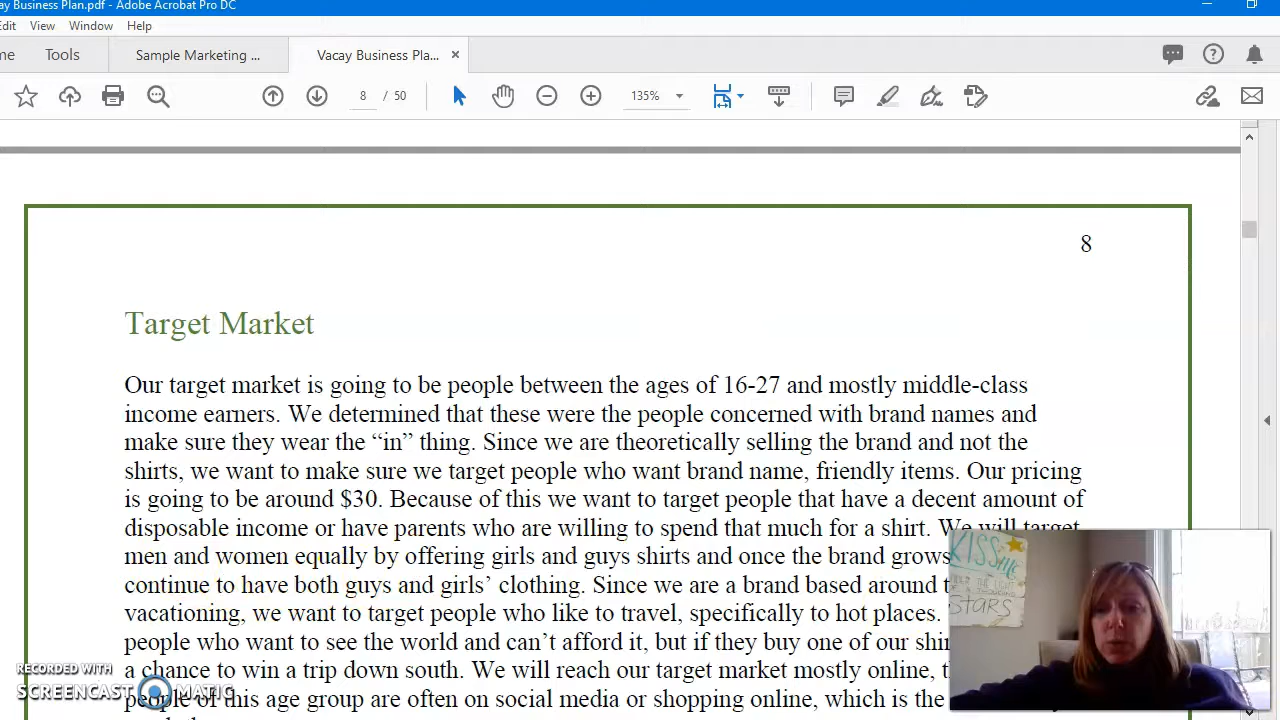 ay Business Plan.pdf - Adobe Acrobat Pro DC
Edit View Window Help
me Tools Sample Marketing ... Vacay Business Pla... ×
8 / 50 135%
8
Target Market
Our target market is going to be people between the ages of 16-27 and mostly middle-class
income earners. We determined that these were the people concerned with brand names and
make sure they wear the “in” thing. Since we are theoretically selling the brand and not the
shirts, we want to make sure we target people who want brand name, friendly items. Our pricing
is going to be around $30. Because of this we want to target people that have a decent amount of
disposable income or have parents who are willing to spend that much for a shirt. We will target
men and women equally by offering girls and guys shirts and once the brand grows
continue to have both guys and girls’ clothing. Since we are a brand based around
vacationing, we want to target people who like to travel, specifically to hot places.
people who want to see the world and can’t afford it, but if they buy one of our
a chance to win a trip down south. We will reach our target market mostly online,
people of this age group are often on social media or shopping online, which is the
KISS
STARS
RECORDED WITH
SCREENCAST MATIC